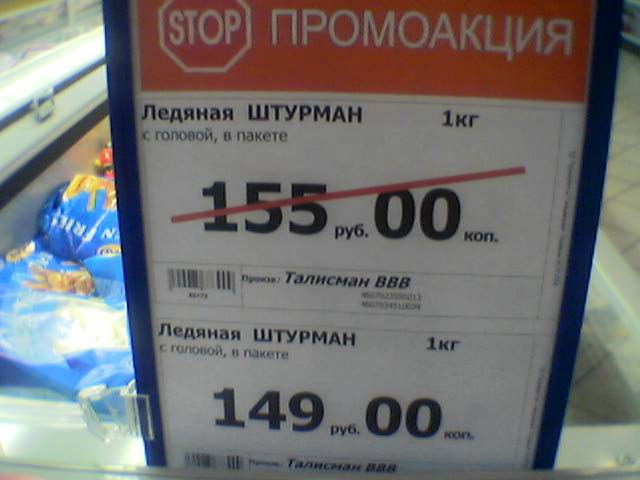 STOP ПРОМОАКЦИЯ
Ледяная ШТУРМАН 1кг
с головой, в пакете
155 руб. 00 коп.
Произв.: Талисман ВВВ
Ледяная ШТУРМАН 1кг
с головой, в пакете
149 руб. 00 коп.
Произв.: Талисман ВВВ